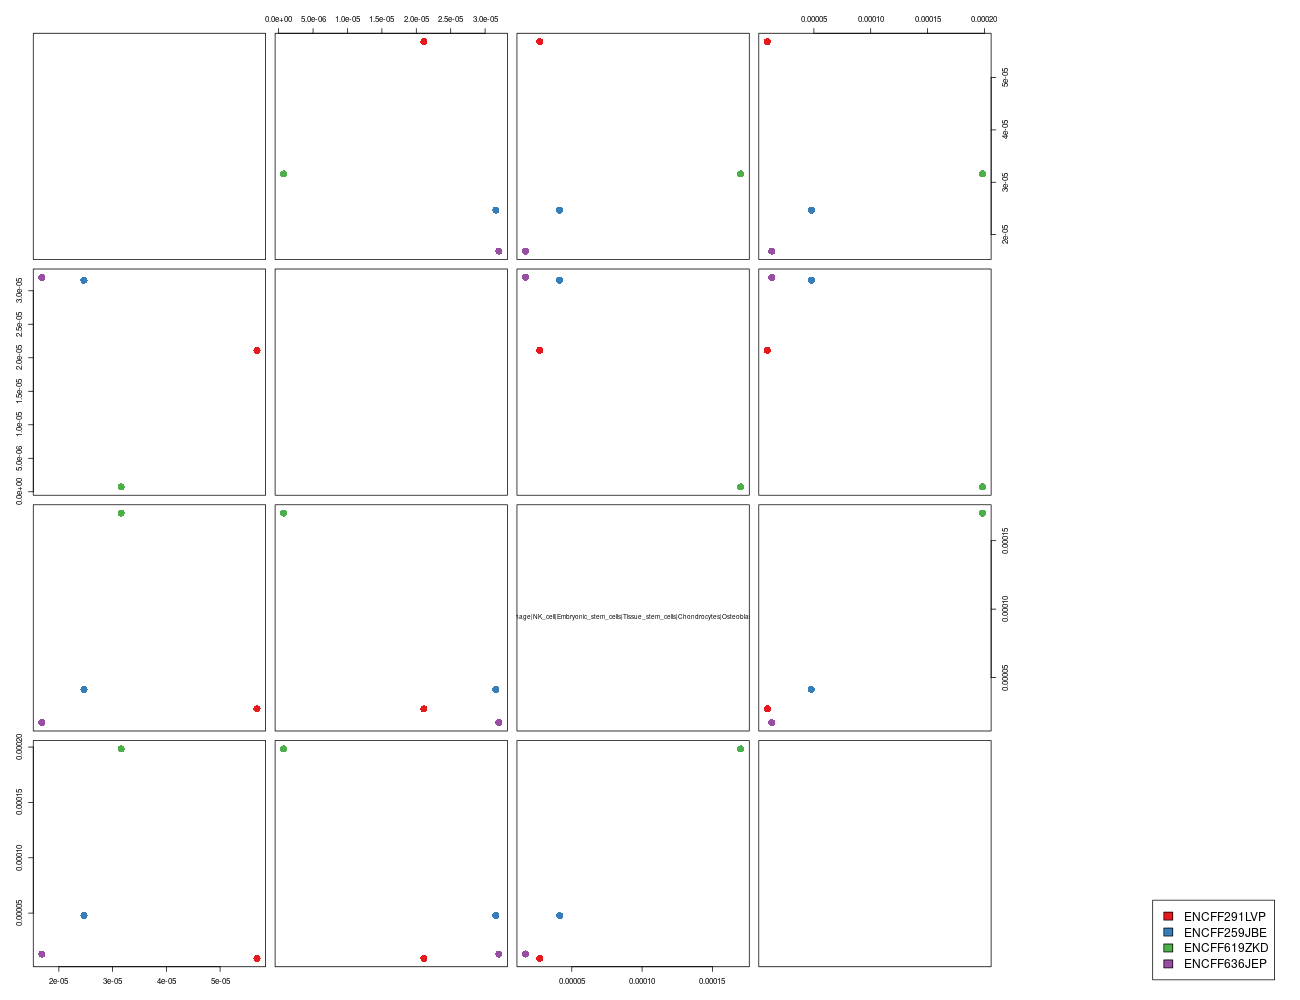 0.0e+00 5.0e-06 1.0e-05 1.5e-05 2.0e-05 2.5e-05 3.0e-05
0.00005 0.00010 0.00015 0.00020
5e-05
4e-05
3e-05
2e-05
3.0e-05
2.5e-05
2.0e-05
1.5e-05
1.0e-05
5.0e-06
0.0e+00
0.00015
0.00010
0.00005
hage|NK_cell|Embryonic_stem_cells|Tissue_stem_cells|Chondrocytes|Osteobla
0.00020
0.00015
0.00010
0.00005
2e-05 3e-05 4e-05 5e-05
0.00005 0.00010 0.00015
ENCFF291LVP
ENCFF259JBE
ENCFF619ZKD
ENCFF636JEP